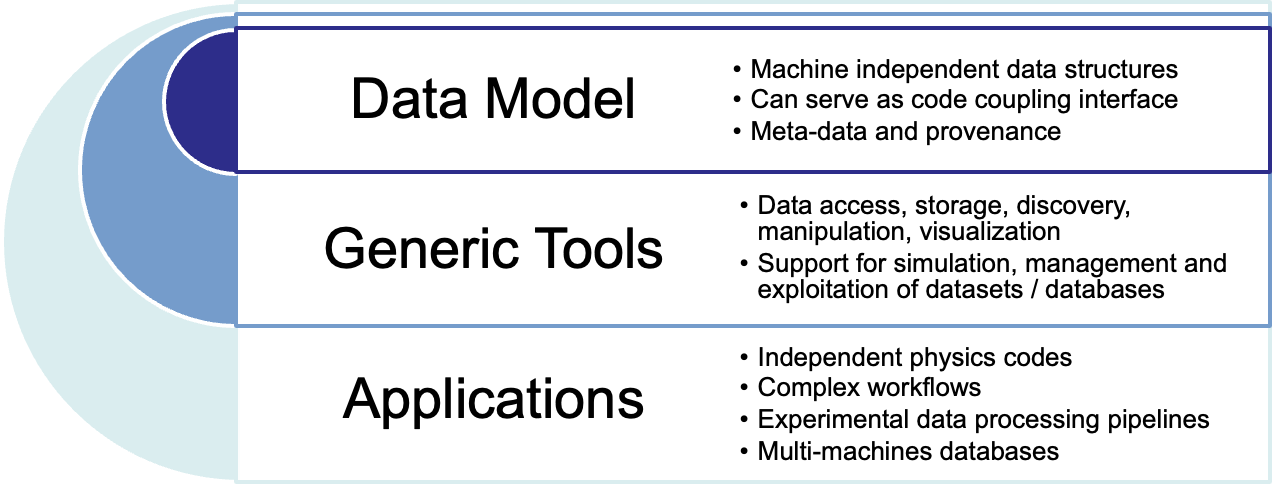 Data Model
• Machine independent data structures
• Can serve as code coupling interface
• Meta-data and provenance
Generic Tools
• Data access, storage, discovery,
manipulation, visualization
• Support for simulation, management and
exploitation of datasets / databases
Applications
• Independent physics codes
• Complex workflows
• Experimental data processing pipelines
• Multi-machines databases